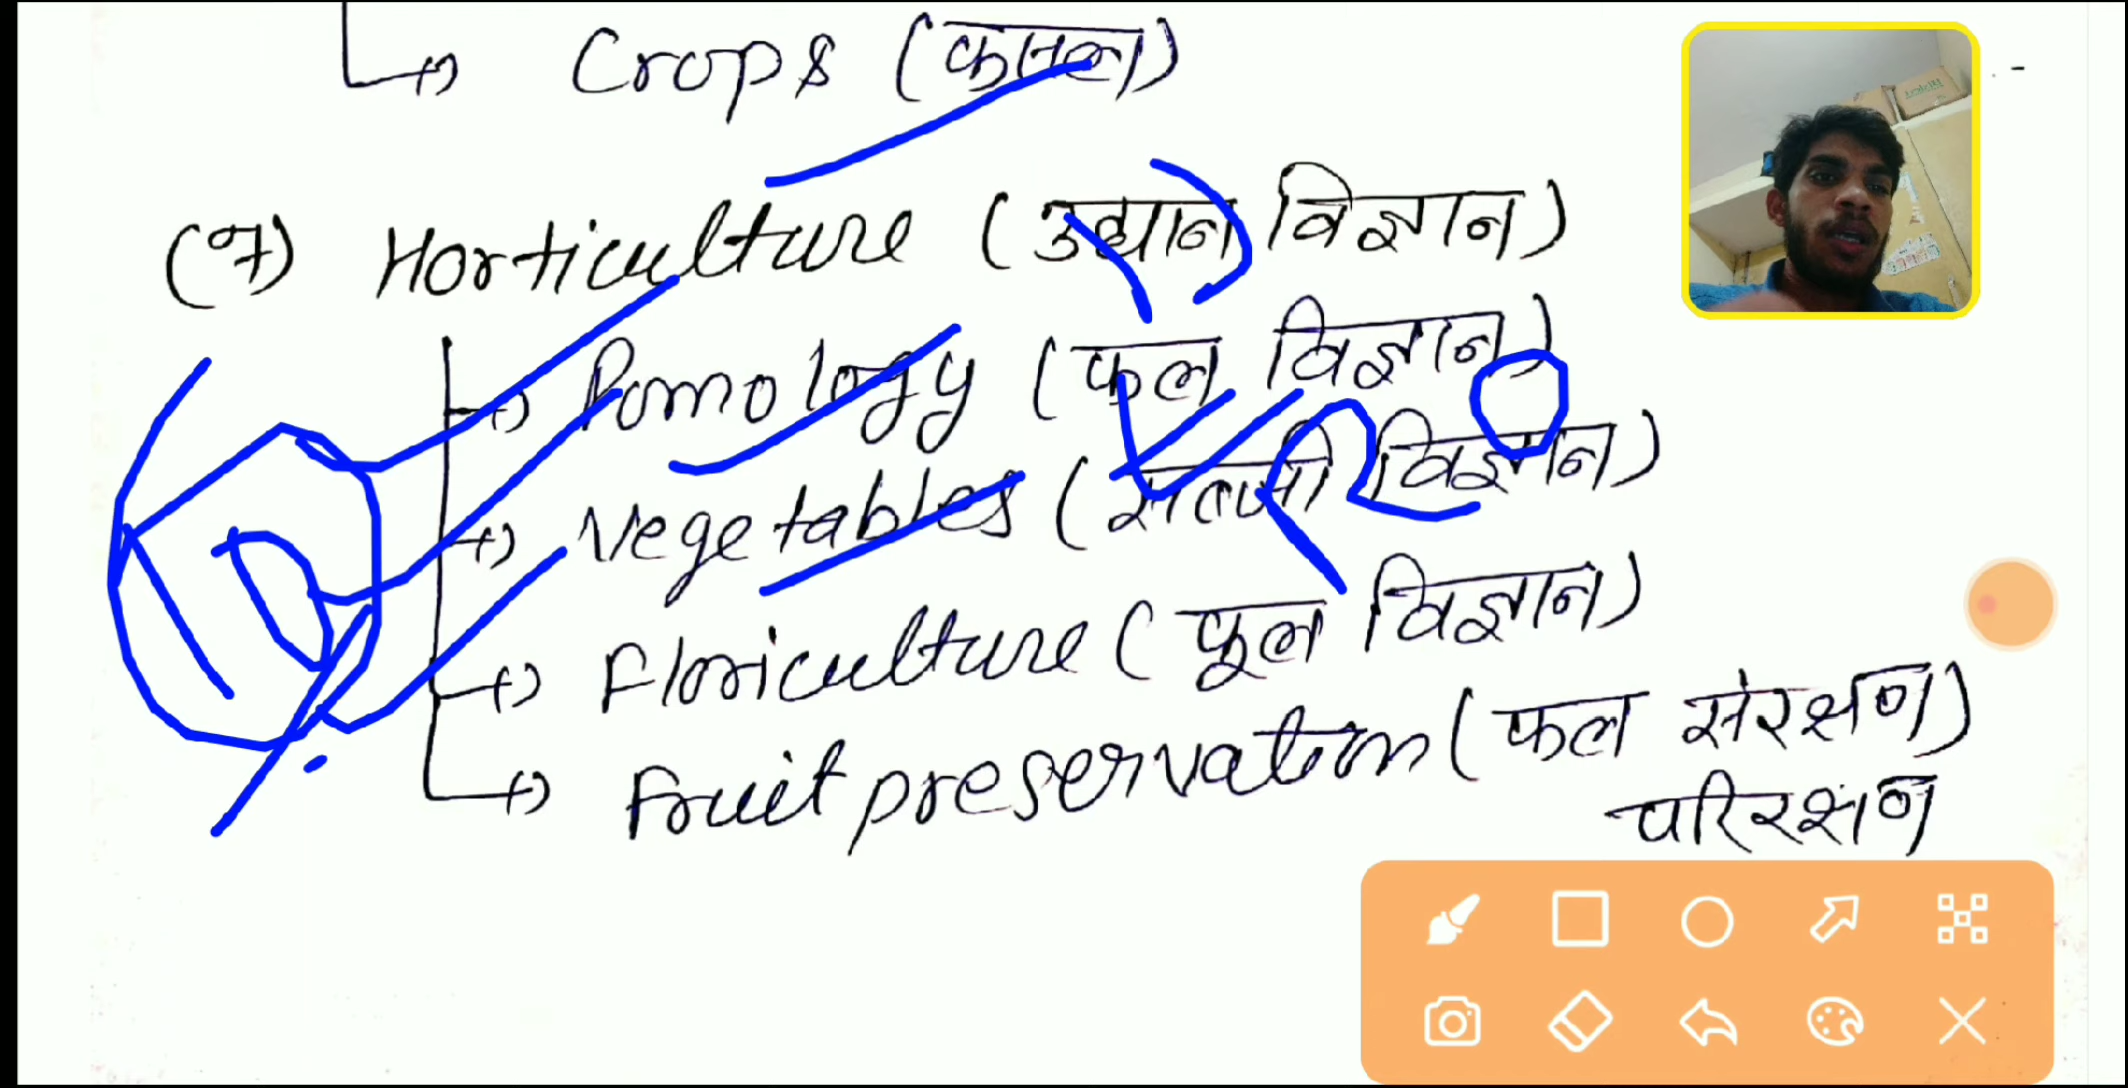 ↳ Crops (फसल)
(7) Horticulture (उद्यान विज्ञान)
→ Pomology (फल विज्ञान)
→ Vegetables (सब्जी विज्ञान)
→ Floriculture (फूल विज्ञान)
↳ Fruit preservation (फल संरक्षण)
परिरक्षण